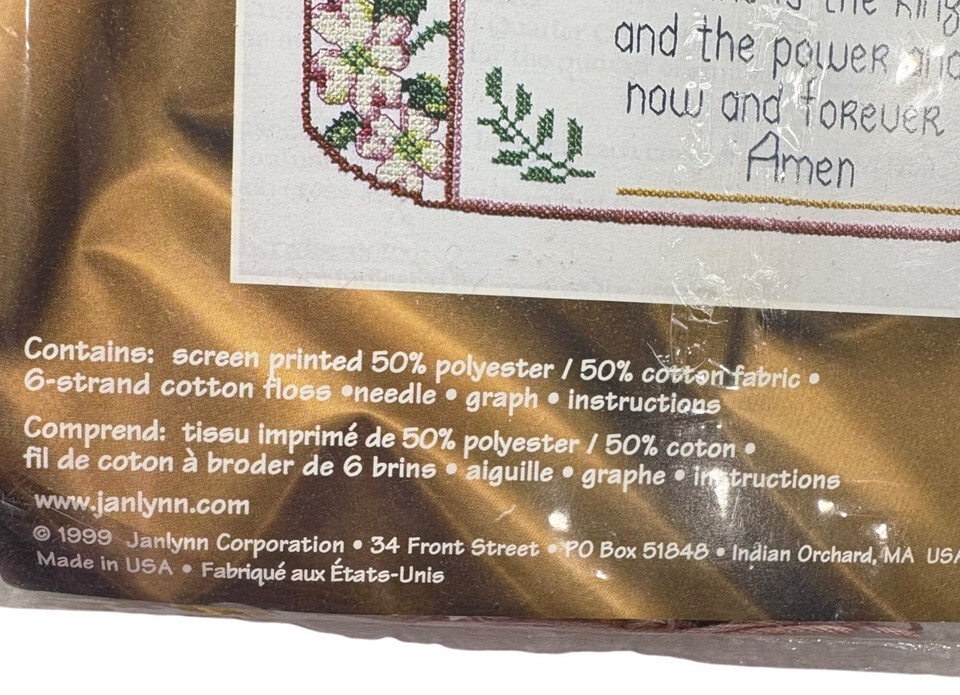 is the King
and the power and
now and forever
Amen
Contains: screen printed 50% polyester / 50% cotton fabric •
6-strand cotton floss •needle • graph • instructions
Comprend: tissu imprimé de 50% polyester / 50% coton •
fil de coton à broder de 6 brins • aiguille • graphe • instructions
www.janlynn.com
© 1999 Janlynn Corporation • 34 Front Street • PO Box 51848 • Indian Orchard, MA USA
Made in USA • Fabriqué aux États-Unis